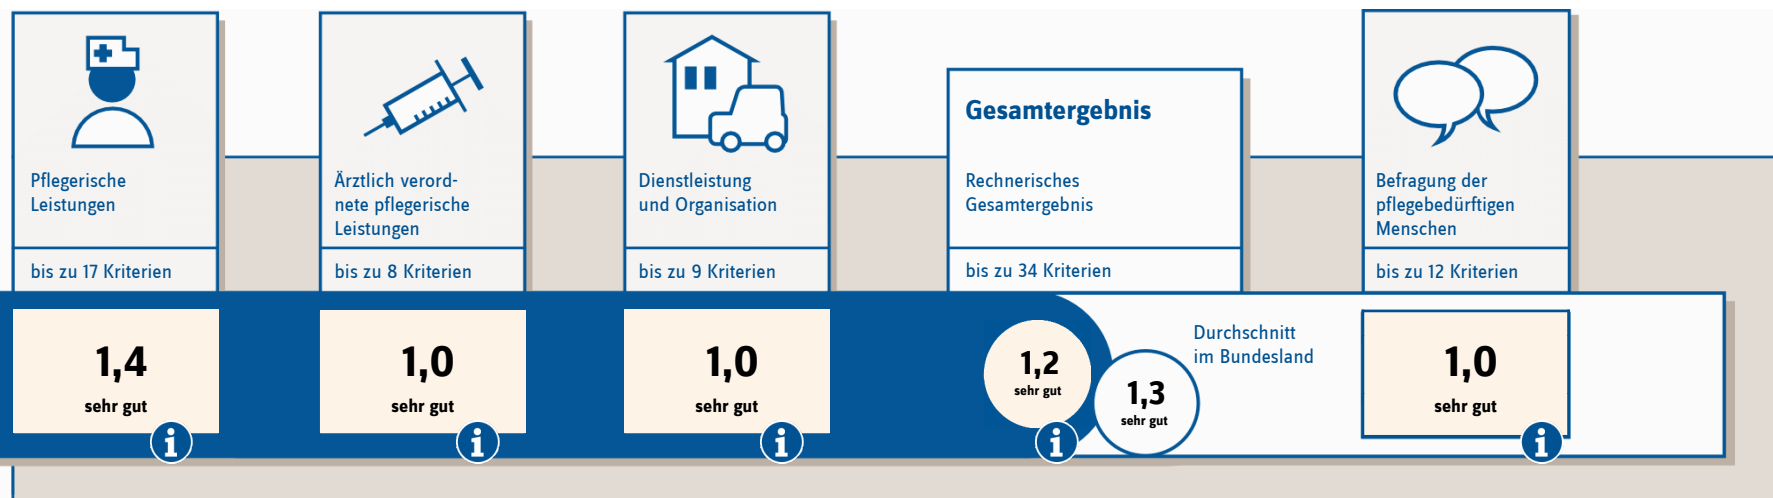 Pflegerische
Leistungen
bis zu 17 Kriterien
1,4
sehr gut
i
Ärztlich verord-
nete pflegerische
Leistungen
bis zu 8 Kriterien
1,0
sehr gut
i
Dienstleistung
und Organisation
bis zu 9 Kriterien
1,0
sehr gut
i
Gesamtergebnis
Rechnerisches
Gesamtergebnis
bis zu 34 Kriterien
1,2
sehr gut
i
1,3
sehr gut
Durchschnitt
im Bundesland
Befragung der
pflegebedürftigen
Menschen
bis zu 12 Kriterien
1,0
sehr gut
i